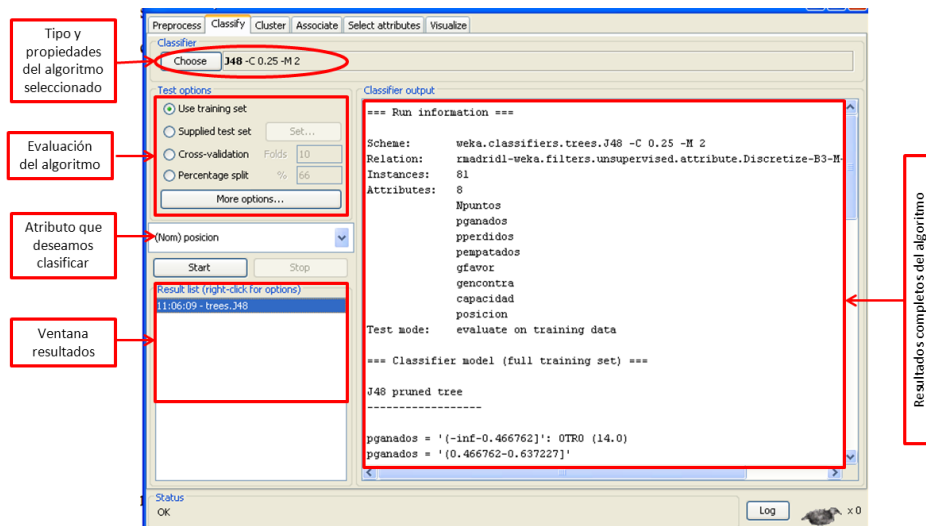 Preprocess Classify Cluster Associate Select attributes Visualize
Classifier
Choose J48 -C 0.25 -M 2
Tipo y
propiedades
del algoritmo
seleccionado
Test options
Use training set
Supplied test set Set...
Cross-validation Folds 10
Percentage split % 66
More options...
Evaluación
del algoritmo
(Nom) posicion
Atributo que
deseamos
clasificar
Start Stop
Result list (right-click for options)
11:06:09 - trees.J48
Ventana
resultados
Classifier output
=== Run information ===
Scheme: weka.classifiers.trees.J48 -C 0.25 -M 2
Relation: rmadridl-weka.filters.unsupervised.attribute.Discretize-B3-M-
Instances: 81
Attributes: 8
Npuntos
pganados
pperdidos
pempatados
gfavor
gencontra
capacidad
posicion
Test mode: evaluate on training data
=== Classifier model (full training set) ===
J48 pruned tree
------------------
pganados = '(-inf-0.466762]': OTRO (14.0)
pganados = '(0.466762-0.637227]'
Resultados completos del algoritmo
Status
OK
Log x 0